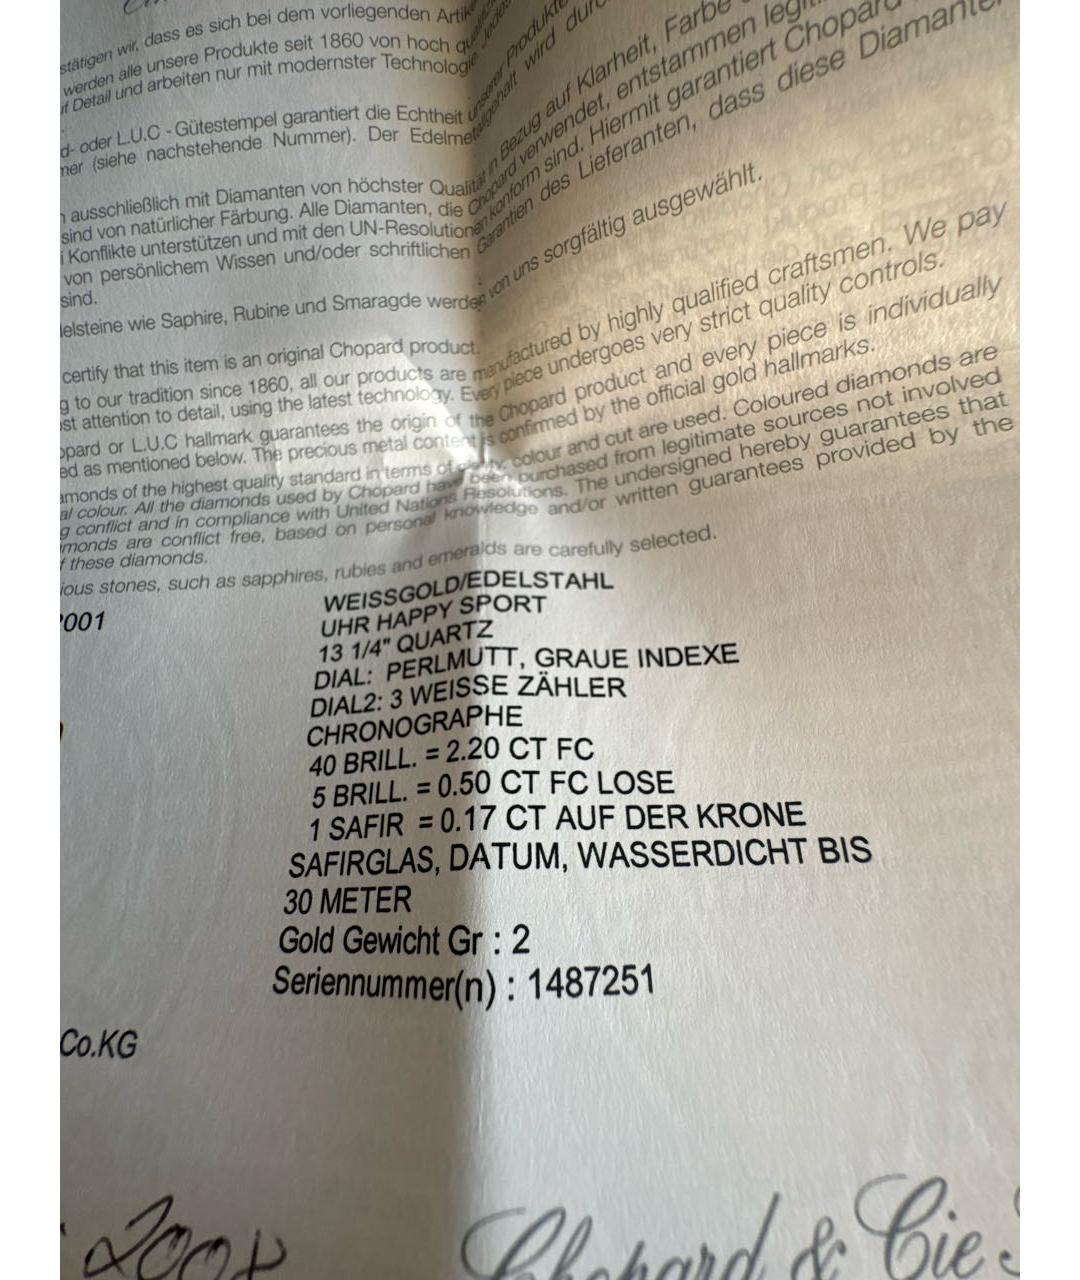 stätigen wir, dass es sich bei dem vorliegenden Artik
werden alle unsere Produkte seit 1860 von hoch
Detail und arbeiten nur mit modernster Technologie
d- oder L.U.C - Gütestempel garantiert die Echtheit unserer Produkte
ner (siehe nachstehende Nummer). Der Edelmetallgehalt wird durc
ausschließlich mit Diamanten von höchster Qualität in Bezug auf Klarheit, Farbe
sind von natürlicher Färbung. Alle Diamanten, die Chopard verwendet, entstammen
i Konflikte unterstützen und mit den UN-Resolutionen konform sind. Hiermit garantiert Chopard
von persönlichem Wissen und/oder schriftlichen Garantien des Lieferanten, dass diese Diamanten
sind.
delsteine wie Saphire, Rubine und Smaragde werden von uns sorgfältig ausgewählt.
certify that this item is an original Chopard product.
g to our tradition since 1860, all our products are manufactured by highly qualified craftsmen. We pay
st attention to detail, using the latest technology. Every piece undergoes very strict quality controls.
opard or L.U.C hallmark guarantees the origin of the Chopard product and every piece is individually
ed as mentioned below. The precious metal content is confirmed by the official gold hallmarks.
amonds of the highest quality standard in terms of clarity, colour and cut are used. Coloured diamonds are
al colour. All the diamonds used by Chopard have been purchased from legitimate sources not involved
g conflict and in compliance with United Nations Resolutions. The undersigned hereby guarantees that
monds are conflict free, based on personal knowledge and/or written guarantees provided by the
f these diamonds.
ious stones, such as sapphires, rubies and emeralds are carefully selected.
001
WEISSGOLD/EDELSTAHL
UHR HAPPY SPORT
13 1/4" QUARTZ
DIAL: PERLMUTT, GRAUE INDEXE
DIAL2: 3 WEISSE ZÄHLER
CHRONOGRAPHE
40 BRILL. = 2.20 CT FC
5 BRILL. = 0.50 CT FC LOSE
1 SAFIR = 0.17 CT AUF DER KRONE
SAFIRGLAS, DATUM, WASSERDICHT BIS
30 METER
Gold Gewicht Gr : 2
Seriennummer(n) : 1487251
Co.KG
Chopard & Cie.